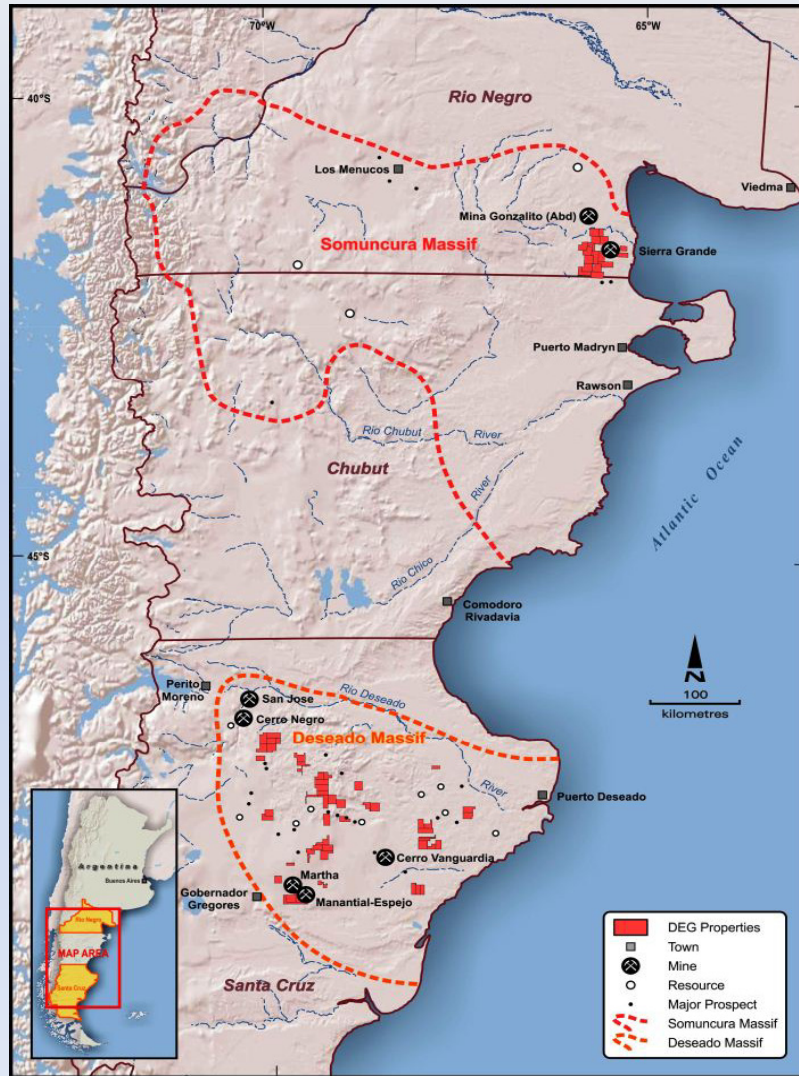 70°W
65°W
40°S
Rio Negro
Los Menucos
Viedma
Mina Gonzalito (Abd)
Somuncura Massif
Sierra Grande
Puerto Madryn
Rawson
Rio Chubut
River
Chubut
River
Atlantic Ocean
45°S
Rio Chico
Comodoro
Rivadavia
N
100
kilometres
Perito
Moreno
San Jose
Rio Deseado
Cerro Negro
Deseado Massif
River
Puerto Deseado
Cerro Vanguardia
Martha
Gobernador
Gregores
Manantial-Espejo
Santa Cruz
Argentina
Buenos Aires
Rio Negro
MAP AREA
Santa Cruz
DEG Properties
Town
Mine
Resource
Major Prospect
Somuncura Massif
Deseado Massif
70°W